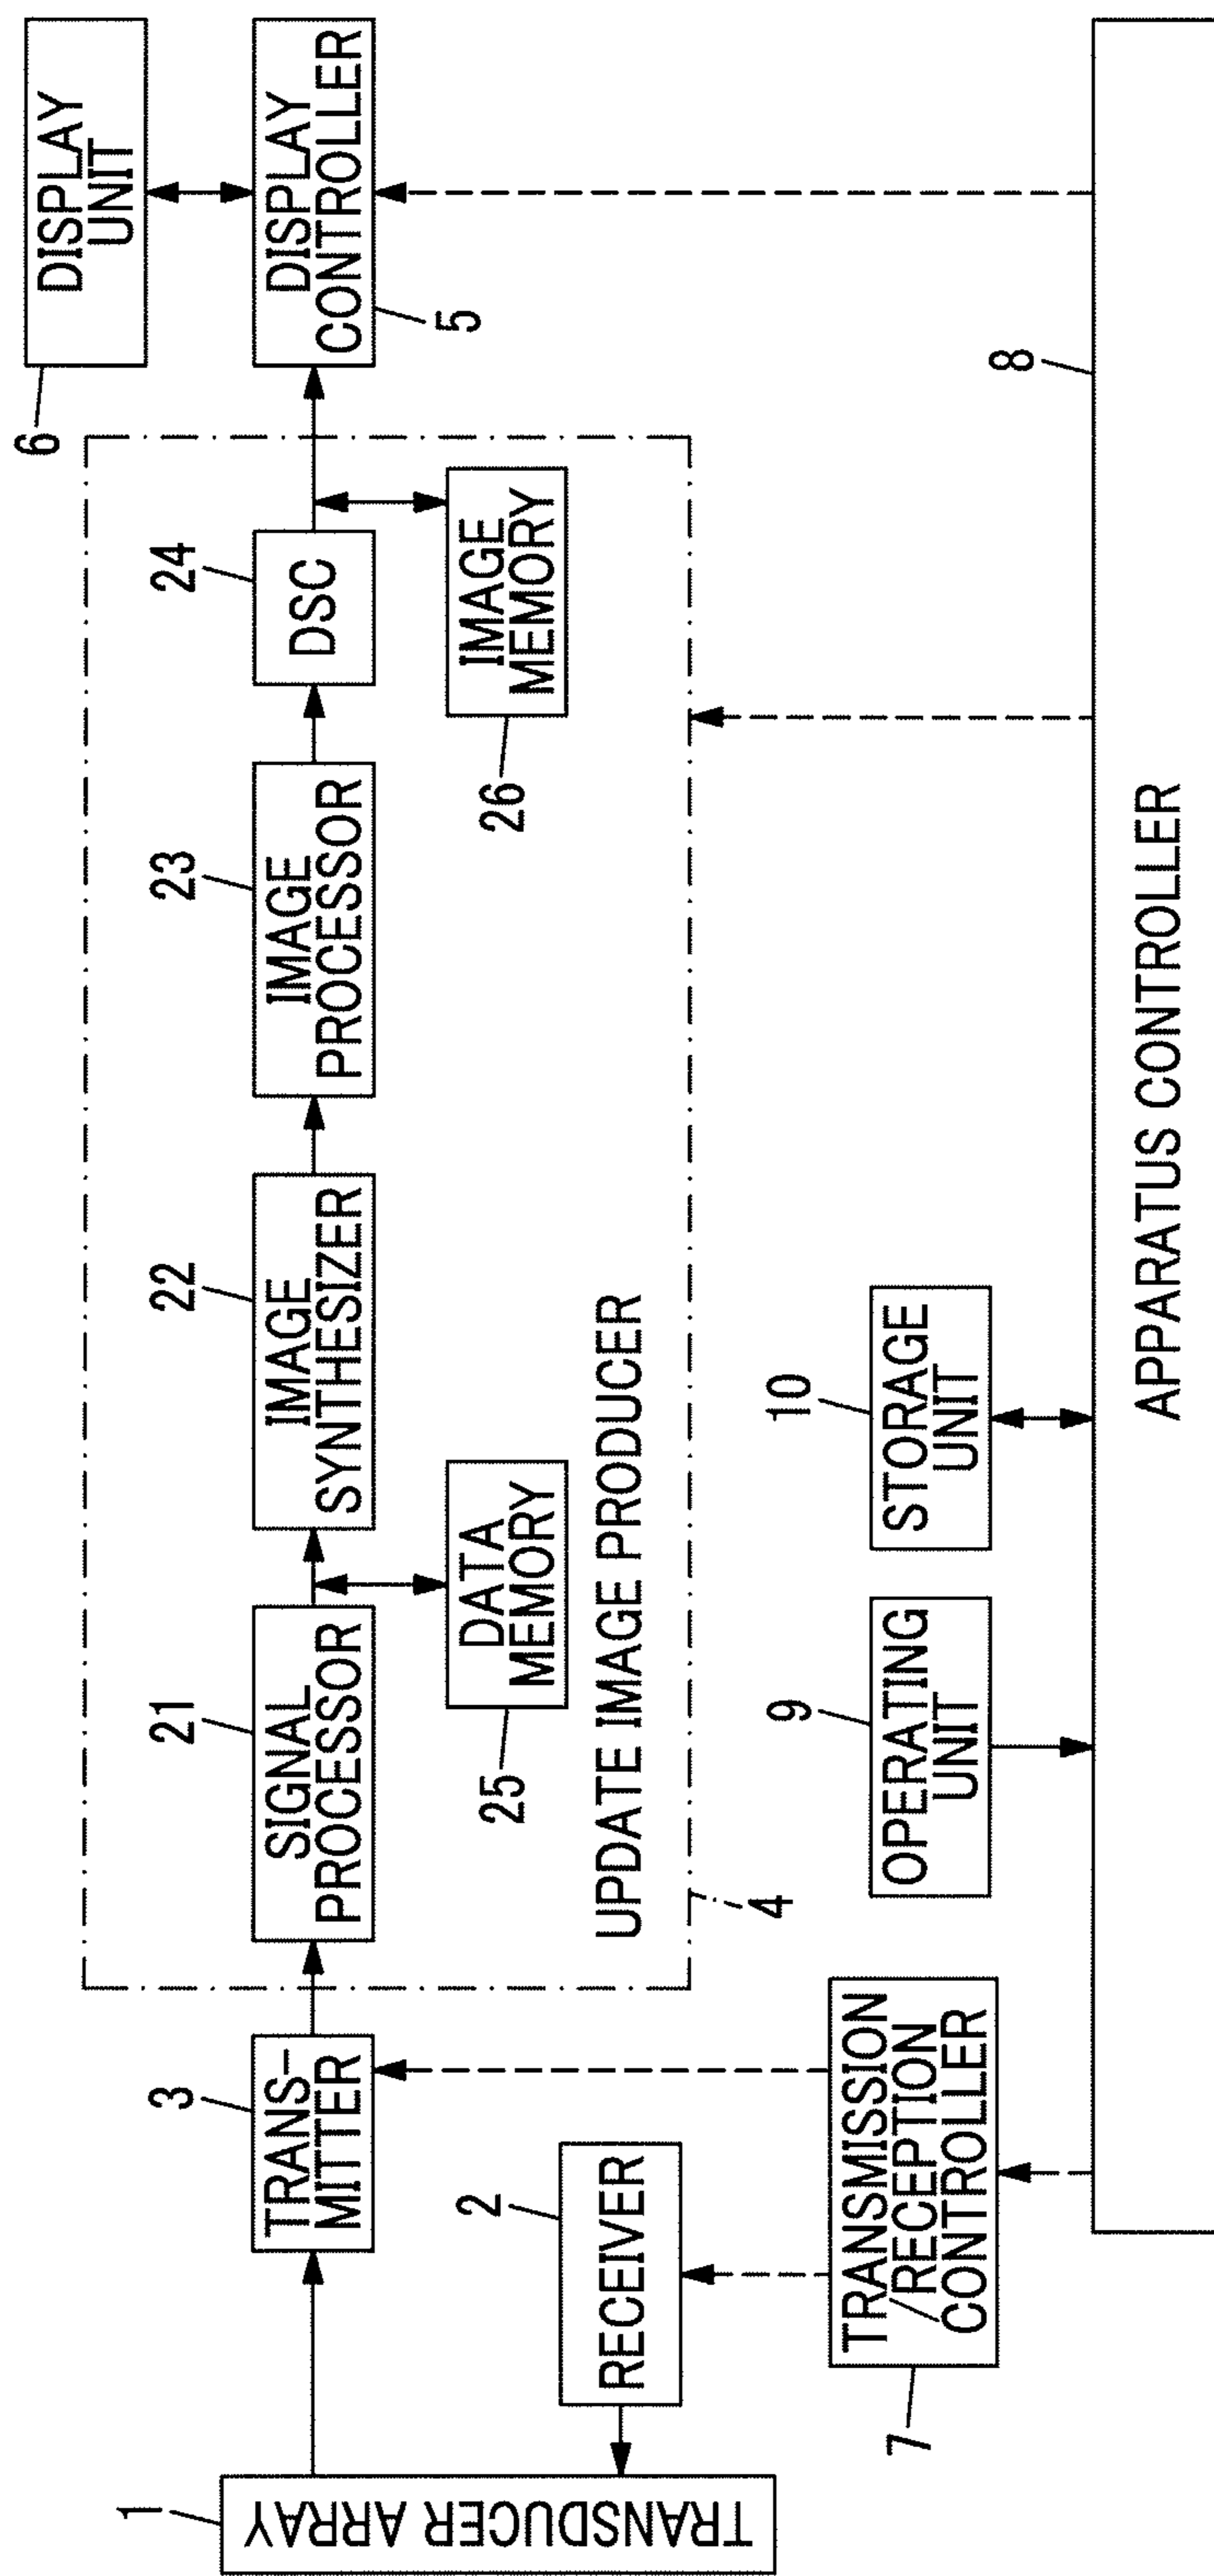 6
DISPLAY
UNIT
DISPLAY
CONTROLLER
5
24
DSC
IMAGE
MEMORY
26
23
IMAGE
PROCESSOR
22
IMAGE
SYNTHESIZER
21
SIGNAL
PROCESSOR
DATA
MEMORY
25
UPDATE IMAGE PRODUCER
4
3
TRANS-
MITTER
2
RECEIVER
1
TRANSDUCER ARRAY
TRANSMISSION/
RECEPTION
CONTROLLER
7
9
OPERATING
UNIT
10
STORAGE
UNIT
8
APPARATUS CONTROLLER